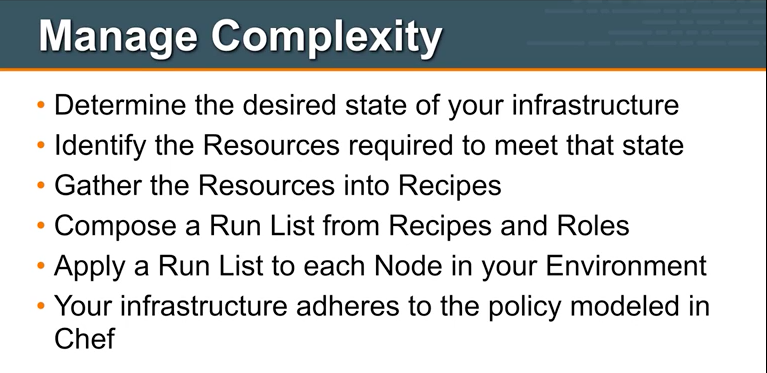 Manage Complexity
• Determine the desired state of your infrastructure
• Identify the Resources required to meet that state
• Gather the Resources into Recipes
• Compose a Run List from Recipes and Roles
• Apply a Run List to each Node in your Environment
• Your infrastructure adheres to the policy modeled in
Chef